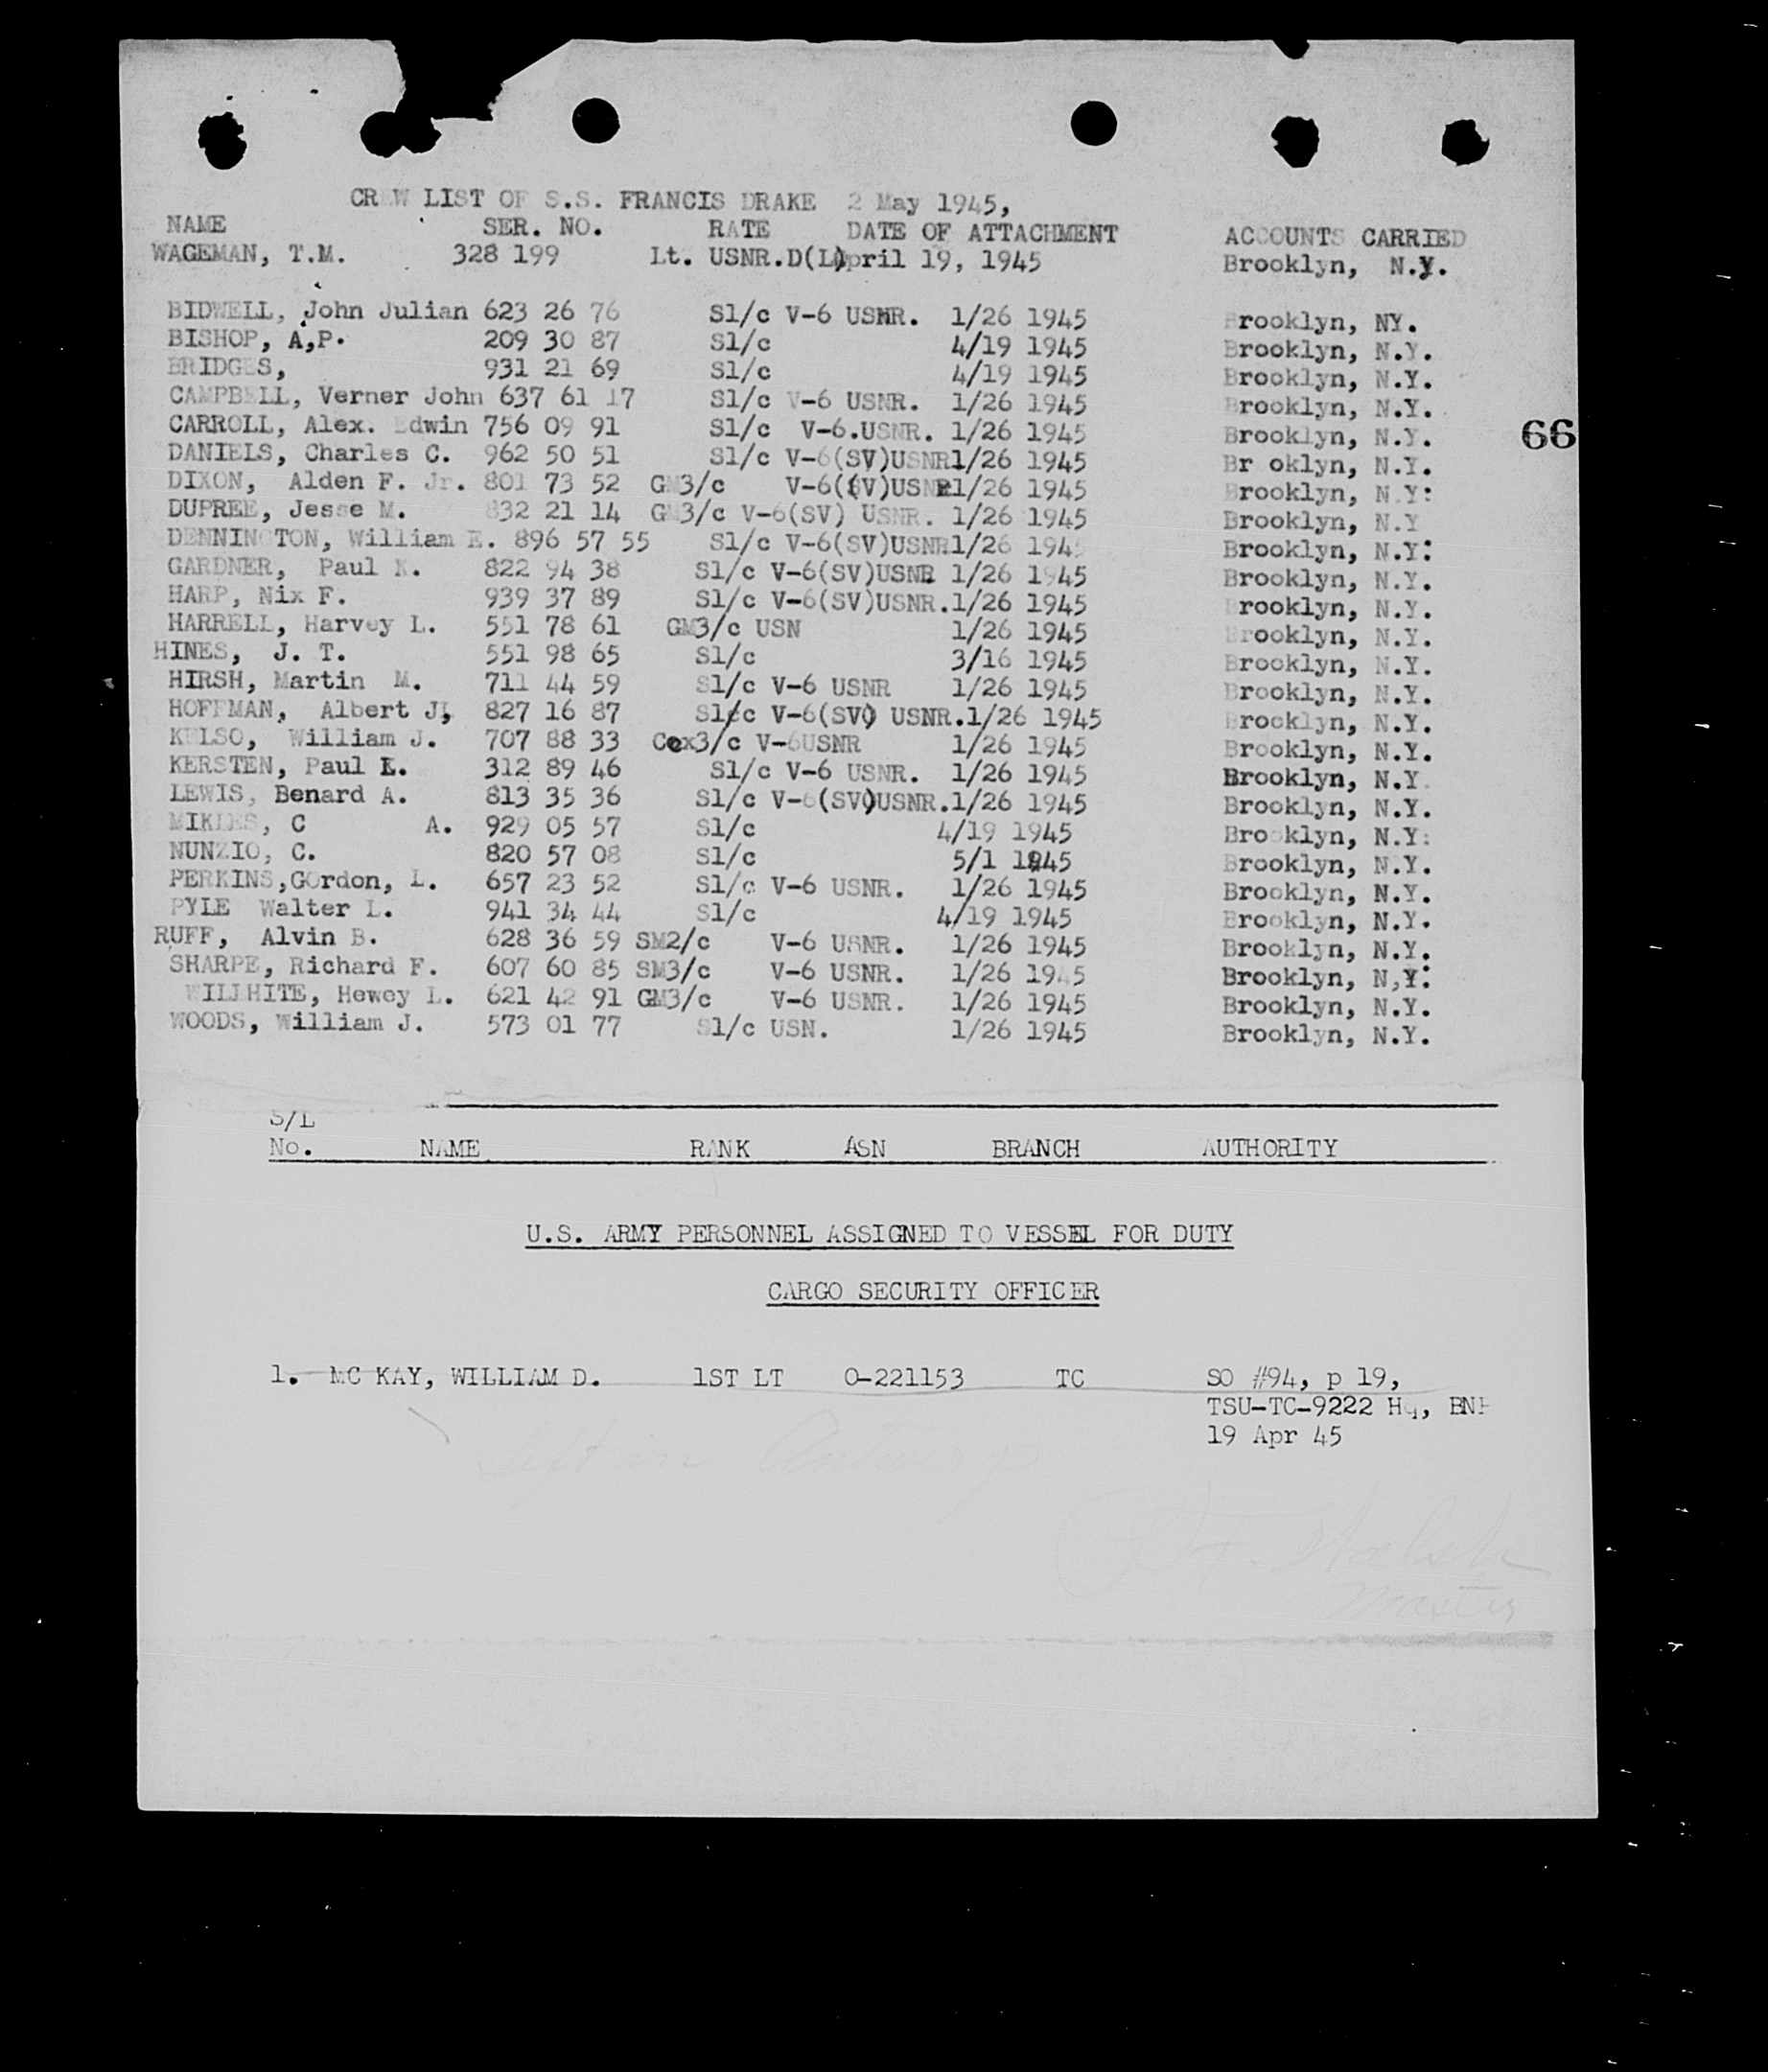 CREW LIST OF S.S. FRANCIS DRAKE 2 May 1945,
NAME SER. NO. RATE DATE OF ATTACHMENT ACCOUNTS CARRIED
WAGEMAN, T.M. 328 199 Lt. USNR.D(L) April 19, 1945 Brooklyn, N.Y.
BIDWELL, John Julian 623 26 76 S1/c V-6 USNR. 1/26 1945 Brooklyn, NY.
BISHOP, A,P. 209 30 87 S1/c 4/19 1945 Brooklyn, N.Y.
BRIDGES, 931 21 69 S1/c 4/19 1945 Brooklyn, N.Y.
CAMPBELL, Verner John 637 61 17 S1/c V-6 USNR. 1/26 1945 Brooklyn, N.Y.
CARROLL, Alex. Edwin 756 09 91 S1/c V-6.USNR. 1/26 1945 Brooklyn, N.Y.
66
DANIELS, Charles C. 962 50 51 S1/c V-6(SV)USNR1/26 1945 Br oklyn, N.Y.
DIXON, Alden F. Jr. 801 73 52 GM3/c V-6(SV)USNR1/26 1945 Brooklyn, N.Y:
DUPREE, Jesse M. 832 21 14 GM3/c V-6(SV) USNR. 1/26 1945 Brooklyn, N.Y
DENNINGTON, William E. 896 57 55 S1/c V-6(SV)USNR1/26 1945 Brooklyn, N.Y:
GARDNER, Paul K. 822 94 38 S1/c V-6(SV)USNR 1/26 1945 Brooklyn, N.Y.
HARP, Nix F. 939 37 89 S1/c V-6(SV)USNR.1/26 1945 Brooklyn, N.Y.
HARRELL, Harvey L. 551 78 61 GM3/c USN 1/26 1945 Brooklyn, N.Y.
HINES, J. T. 551 98 65 S1/c 3/16 1945 Brooklyn, N.Y.
HIRSH, Martin M. 711 44 59 S1/c V-6 USNR 1/26 1945 Brooklyn, N.Y.
HOFFMAN, Albert J, 827 16 87 S1/c V-6(SV) USNR.1/26 1945 Brooklyn, N.Y.
KELSO, William J. 707 88 33 Cox3/c V-6USNR 1/26 1945 Brooklyn, N.Y.
KERSTEN, Paul L. 312 89 46 S1/c V-6 USNR. 1/26 1945 Brooklyn, N.Y.
LEWIS, Benard A. 813 35 36 S1/c V-6(SV)USNR.1/26 1945 Brooklyn, N.Y.
MIKLES, C A. 929 05 57 S1/c 4/19 1945 Brooklyn, N.Y:
NUNZIO, C. 820 57 08 S1/c 5/1 1945 Brooklyn, N.Y.
PERKINS,GOrdon, L. 657 23 52 S1/c V-6 USNR. 1/26 1945 Brooklyn, N.Y.
PYLE Walter L. 941 34 44 S1/c 4/19 1945 Brooklyn, N.Y.
RUFF, Alvin B. 628 36 59 SM2/c V-6 USNR. 1/26 1945 Brooklyn, N.Y.
SHARPE, Richard F. 607 60 85 SM3/c V-6 USNR. 1/26 1945 Brooklyn, N,Y:
WILLHITE, Hewey L. 621 42 91 GM3/c V-6 USNR. 1/26 1945 Brooklyn, N.Y.
WOODS, William J. 573 01 77 S1/c USN. 1/26 1945 Brooklyn, N.Y.
S/L
No. NAME RANK ASN BRANCH AUTHORITY
U.S. ARMY PERSONNEL ASSIGNED TO VESSEL FOR DUTY
CARGO SECURITY OFFICER
1. MC KAY, WILLIAM D. 1ST LT O-221153 TC SO #94, p 19,
TSU-TC-9222 Hq,
19 Apr 45
Left in Antwerp
Master